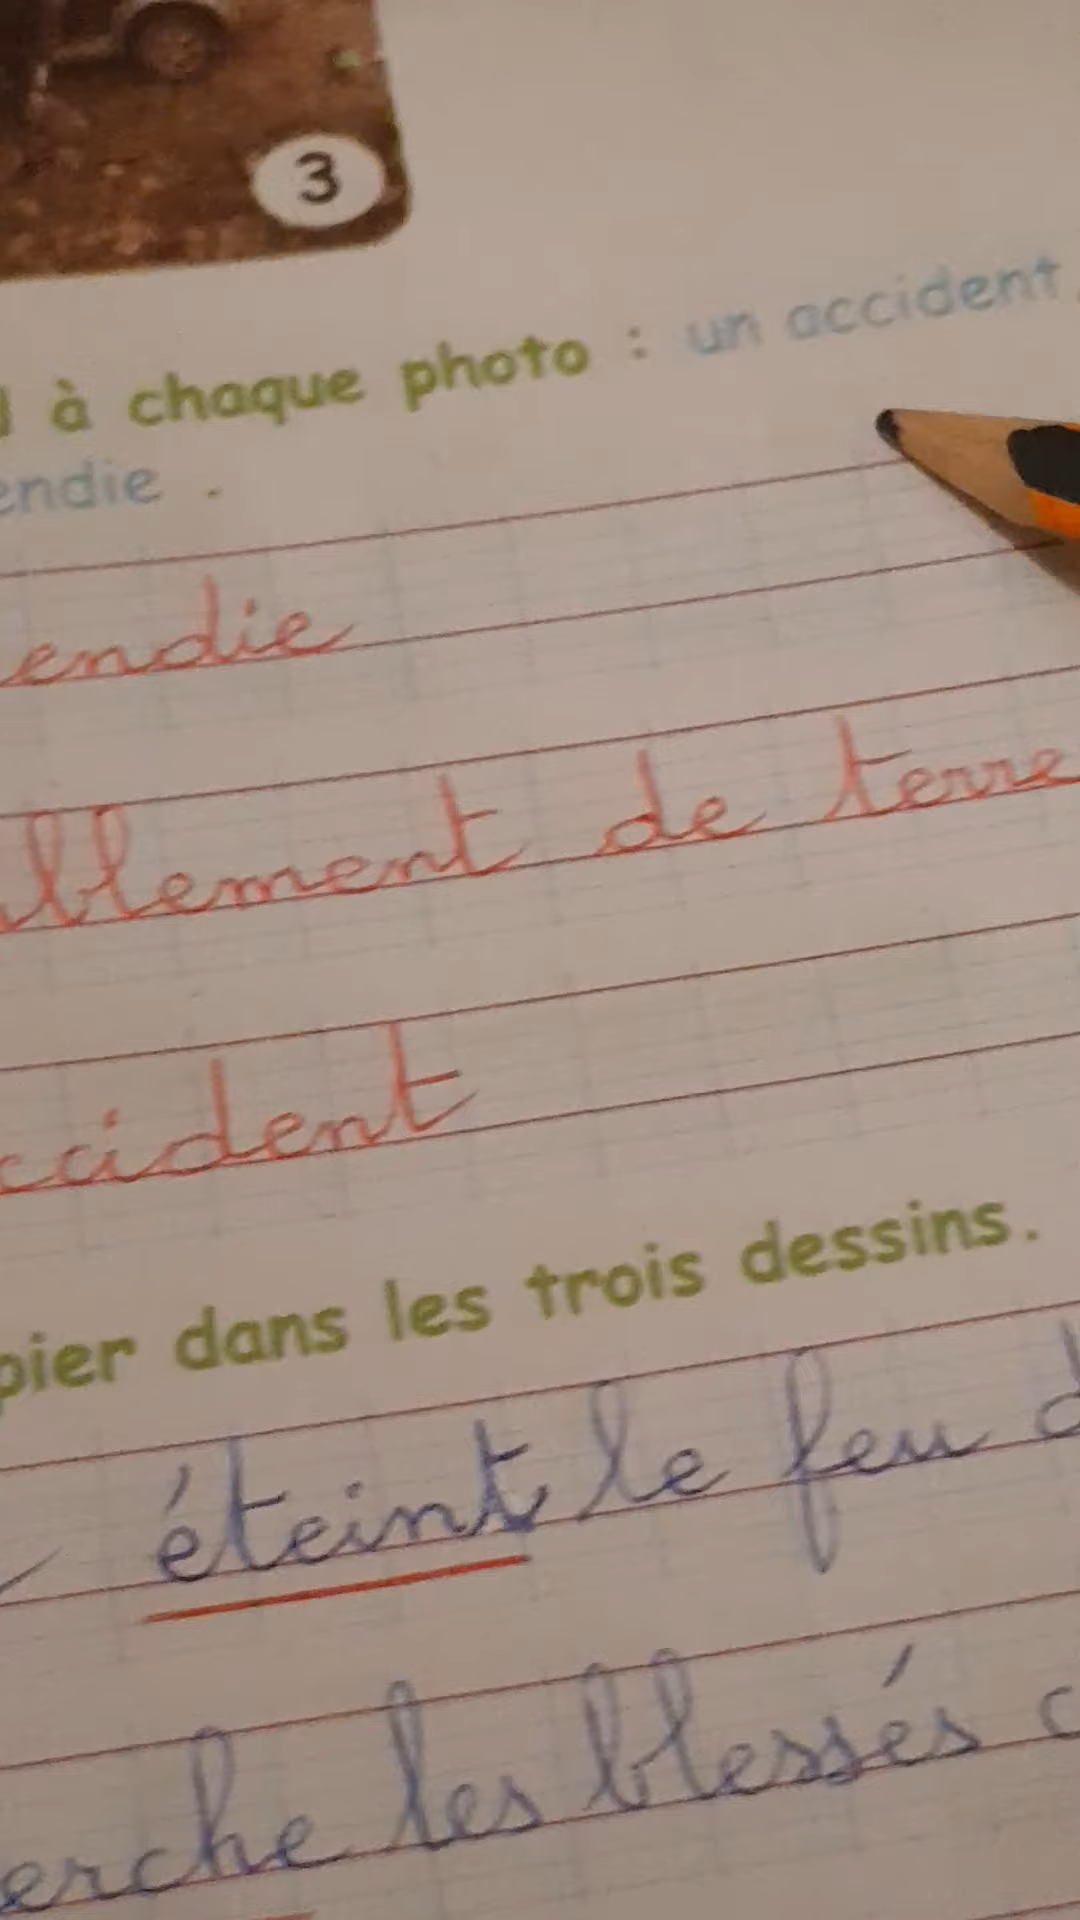 3
à chaque photo : un accident,
endie .
endie
blement de terre
ccident
pier dans les trois dessins.
éteint le feu d
erche les blessés c